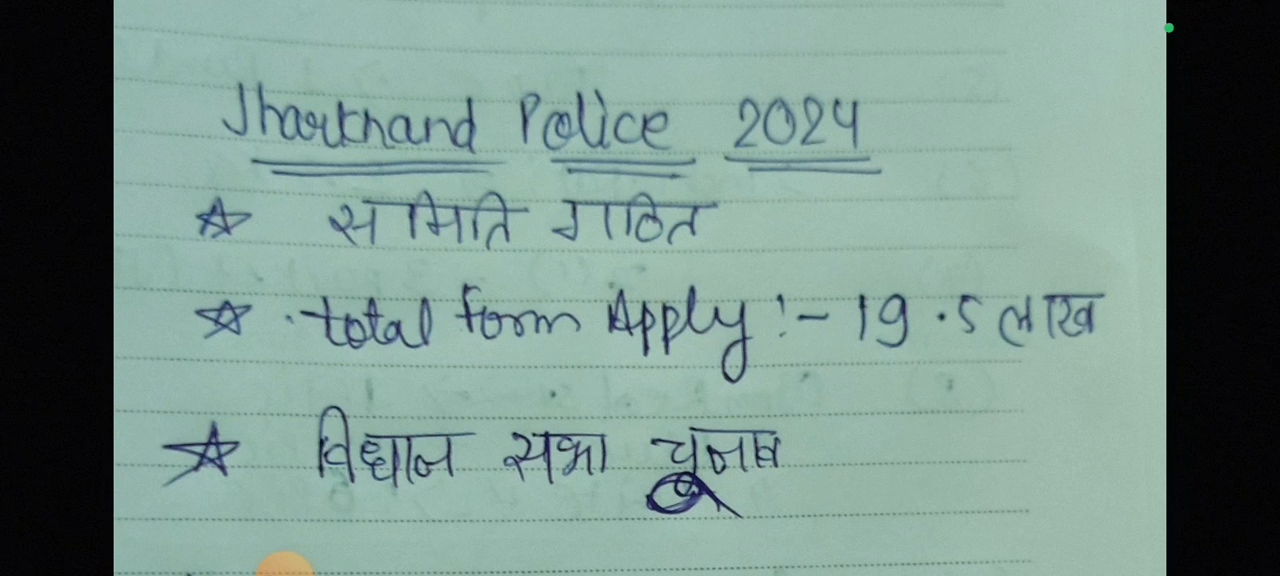 Jharkhand Police 2024
☆ समिति गठित
☆ . total form Apply :- 19.5 लाख
☆ विधान सभा चुनाव